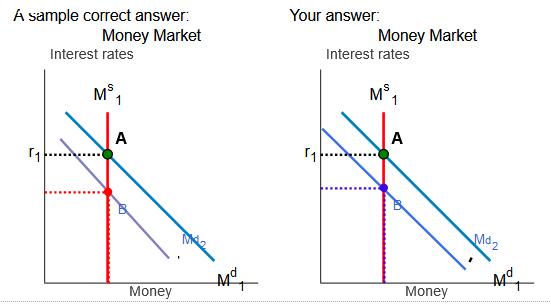 A sample correct answer:
Money Market
Interest rates
Mˢ₁
A
r₁
B
Md₂
Mᵈ₁
Money
Your answer:
Money Market
Interest rates
Mˢ₁
A
r₁
B
Md₂
Mᵈ₁
Money